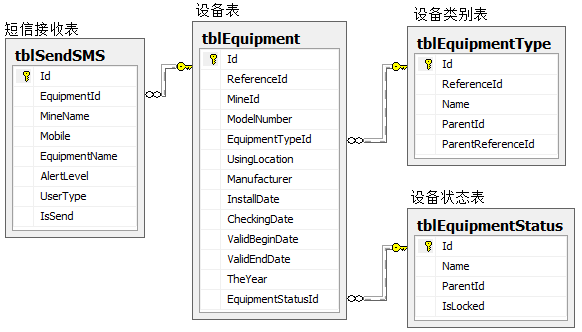 短信接收表
tblSendSMS
Id
EquipmentId
MineName
Mobile
EquipmentName
AlertLevel
UserType
IsSend
设备表
tblEquipment
Id
ReferenceId
MineId
ModelNumber
EquipmentTypeId
UsingLocation
Manufacturer
InstallDate
CheckingDate
ValidBeginDate
ValidEndDate
TheYear
EquipmentStatusId
设备类别表
tblEquipmentType
Id
ReferenceId
Name
ParentId
ParentReferenceId
设备状态表
tblEquipmentStatus
Id
Name
ParentId
IsLocked